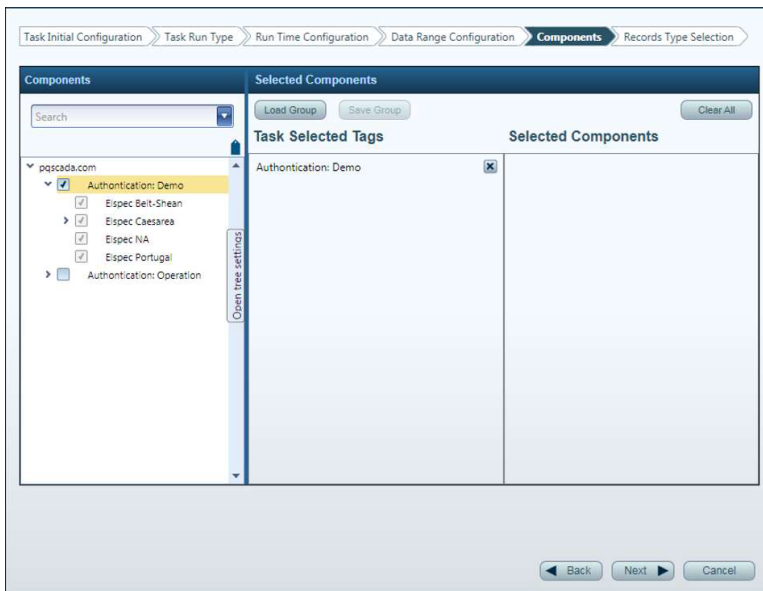 Task Initial Configuration Task Run Type Run Time Configuration Data Range Configuration Components Records Type Selection
Components
Search
pqscada.com
Authontication: Demo
Elspec Beit-Shean
Elspec Caesarea
Elspec NA
Elspec Portugal
Authontication: Operation
Open tree settings
Selected Components
Load Group Save Group Clear All
Task Selected Tags Selected Components
Authontication: Demo
Back Next Cancel